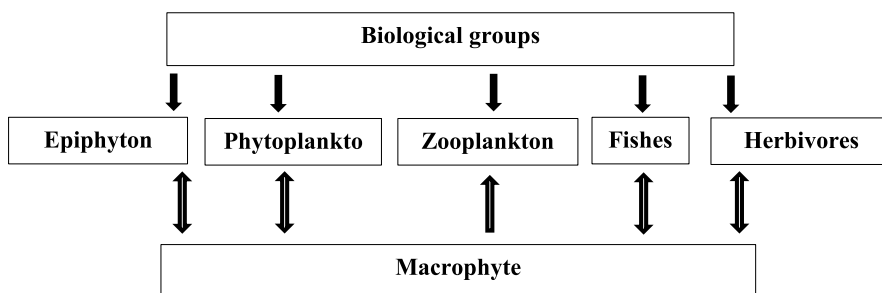 Biological groups
Epiphyton
Phytoplankto
Zooplankton
Fishes
Herbivores
Macrophyte